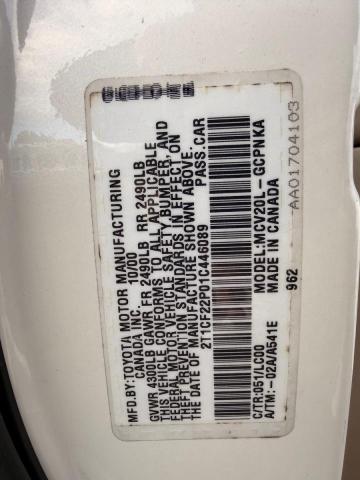 MFD. BY: TOYOTA MOTOR MANUFACTURING
CANADA INC. 10/00
GVWR 4300LB GAWR FR 2490LB RR 2490LB
THIS VEHICLE CONFORMS TO ALL APPLICABLE
FEDERAL MOTOR VEHICLE SAFETY, BUMPER, AND
THEFT PREVENTION STANDARDS IN EFFECT ON
THE DATE OF MANUFACTURE SHOWN ABOVE.
2T1CF22P01C446089 PASS.CAR
C/TR:051/LC00 MODEL:MCV20L-GCPNKA
A/TM:-02A/A541E MADE IN CANADA
962
AA01704103